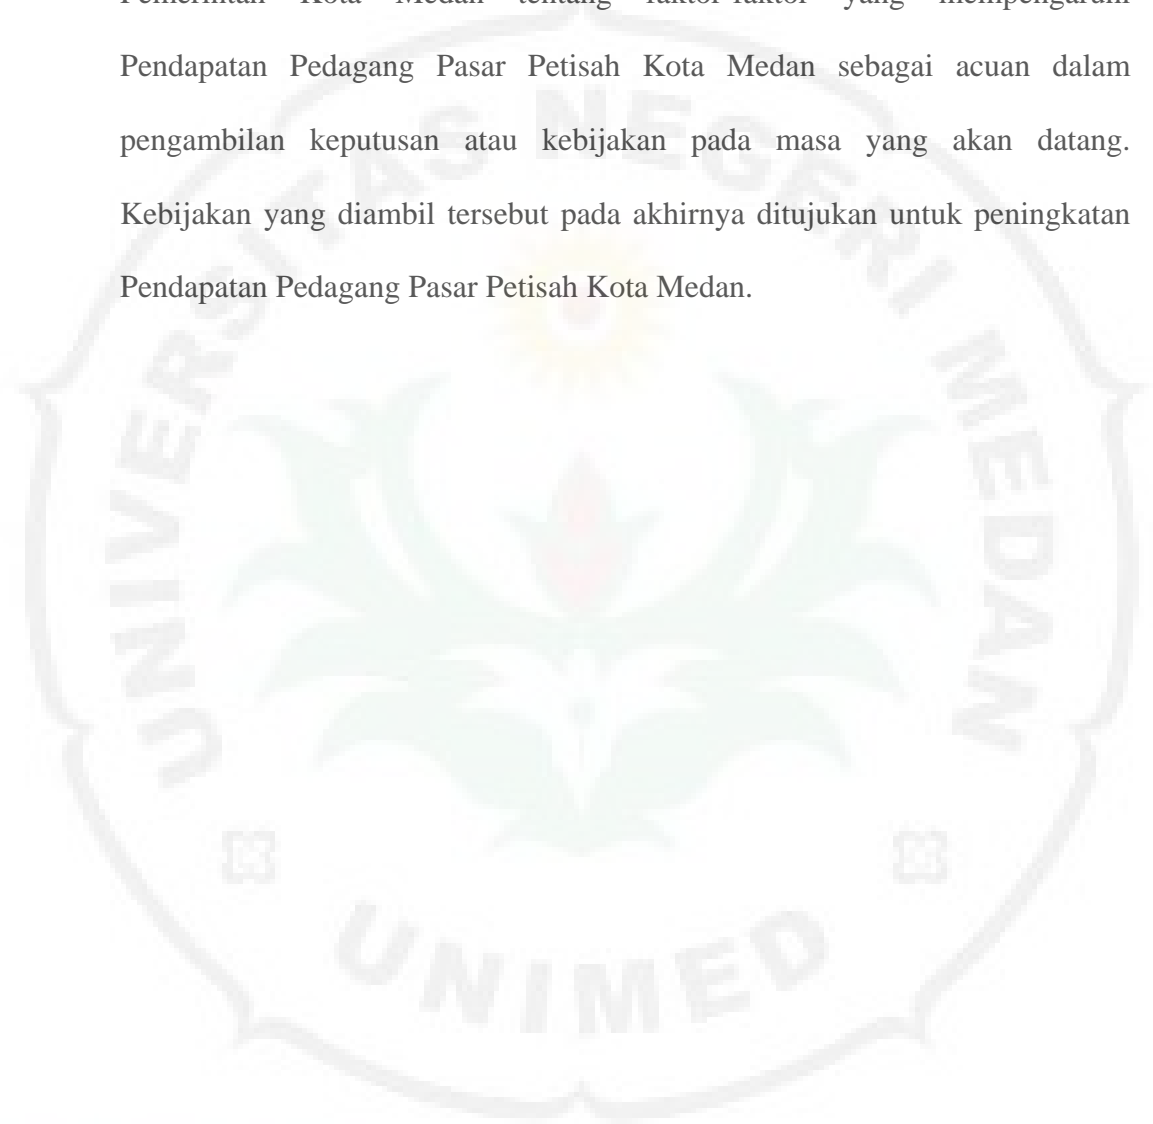 Pemerintah Kota Medan tentang faktor-faktor yang mempengaruhi
Pendapatan Pedagang Pasar Petisah Kota Medan sebagai acuan dalam
pengambilan keputusan atau kebijakan pada masa yang akan datang.
Kebijakan yang diambil tersebut pada akhirnya ditujukan untuk peningkatan
Pendapatan Pedagang Pasar Petisah Kota Medan.
UNIVERSITAS NEGERI MEDAN
UNIMED